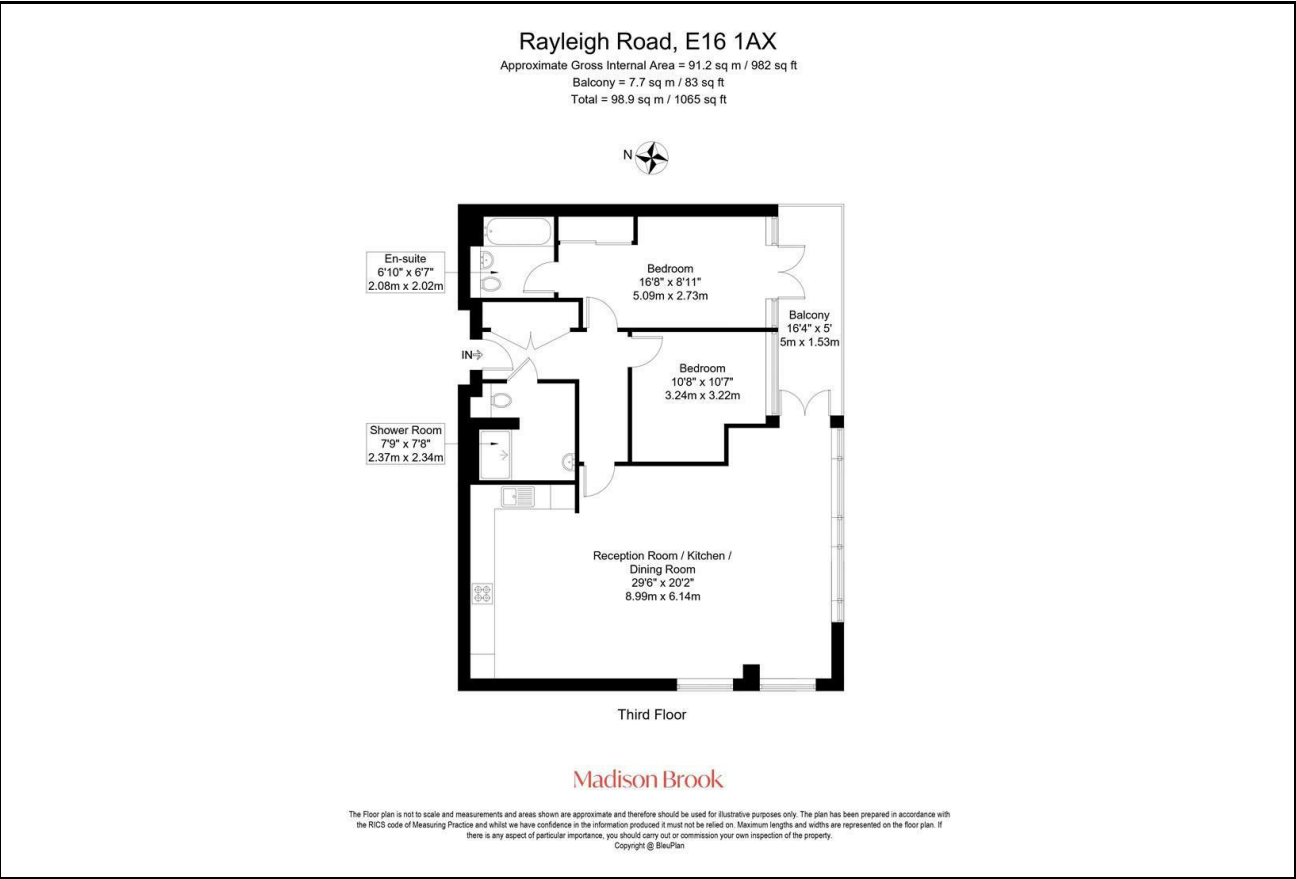 Rayleigh Road, E16 1AX
Approximate Gross Internal Area = 91.2 sq m / 982 sq ft
Balcony = 7.7 sq m / 83 sq ft
Total = 98.9 sq m / 1065 sq ft
N
En-suite
6'10" x 6'7"
2.08m x 2.02m
Bedroom
16'8" x 8'11"
5.09m x 2.73m
Balcony
16'4" x 5'
5m x 1.53m
IN
Bedroom
10'8" x 10'7"
3.24m x 3.22m
Shower Room
7'9" x 7'8"
2.37m x 2.34m
Reception Room / Kitchen /
Dining Room
29'6" x 20'2"
8.99m x 6.14m
Third Floor
Madison Brook
The Floor plan is not to scale and measurements and areas shown are approximate and therefore should be used for illustrative purposes only. The plan has been prepared in accordance with
the RICS code of Measuring Practice and whilst we have confidence in the information produced it must not be relied on. Maximum lengths and widths are represented on the floor plan. If
there is any aspect of particular importance, you should carry out or commission your own inspection of the property.
Copyright @ BleuPlan